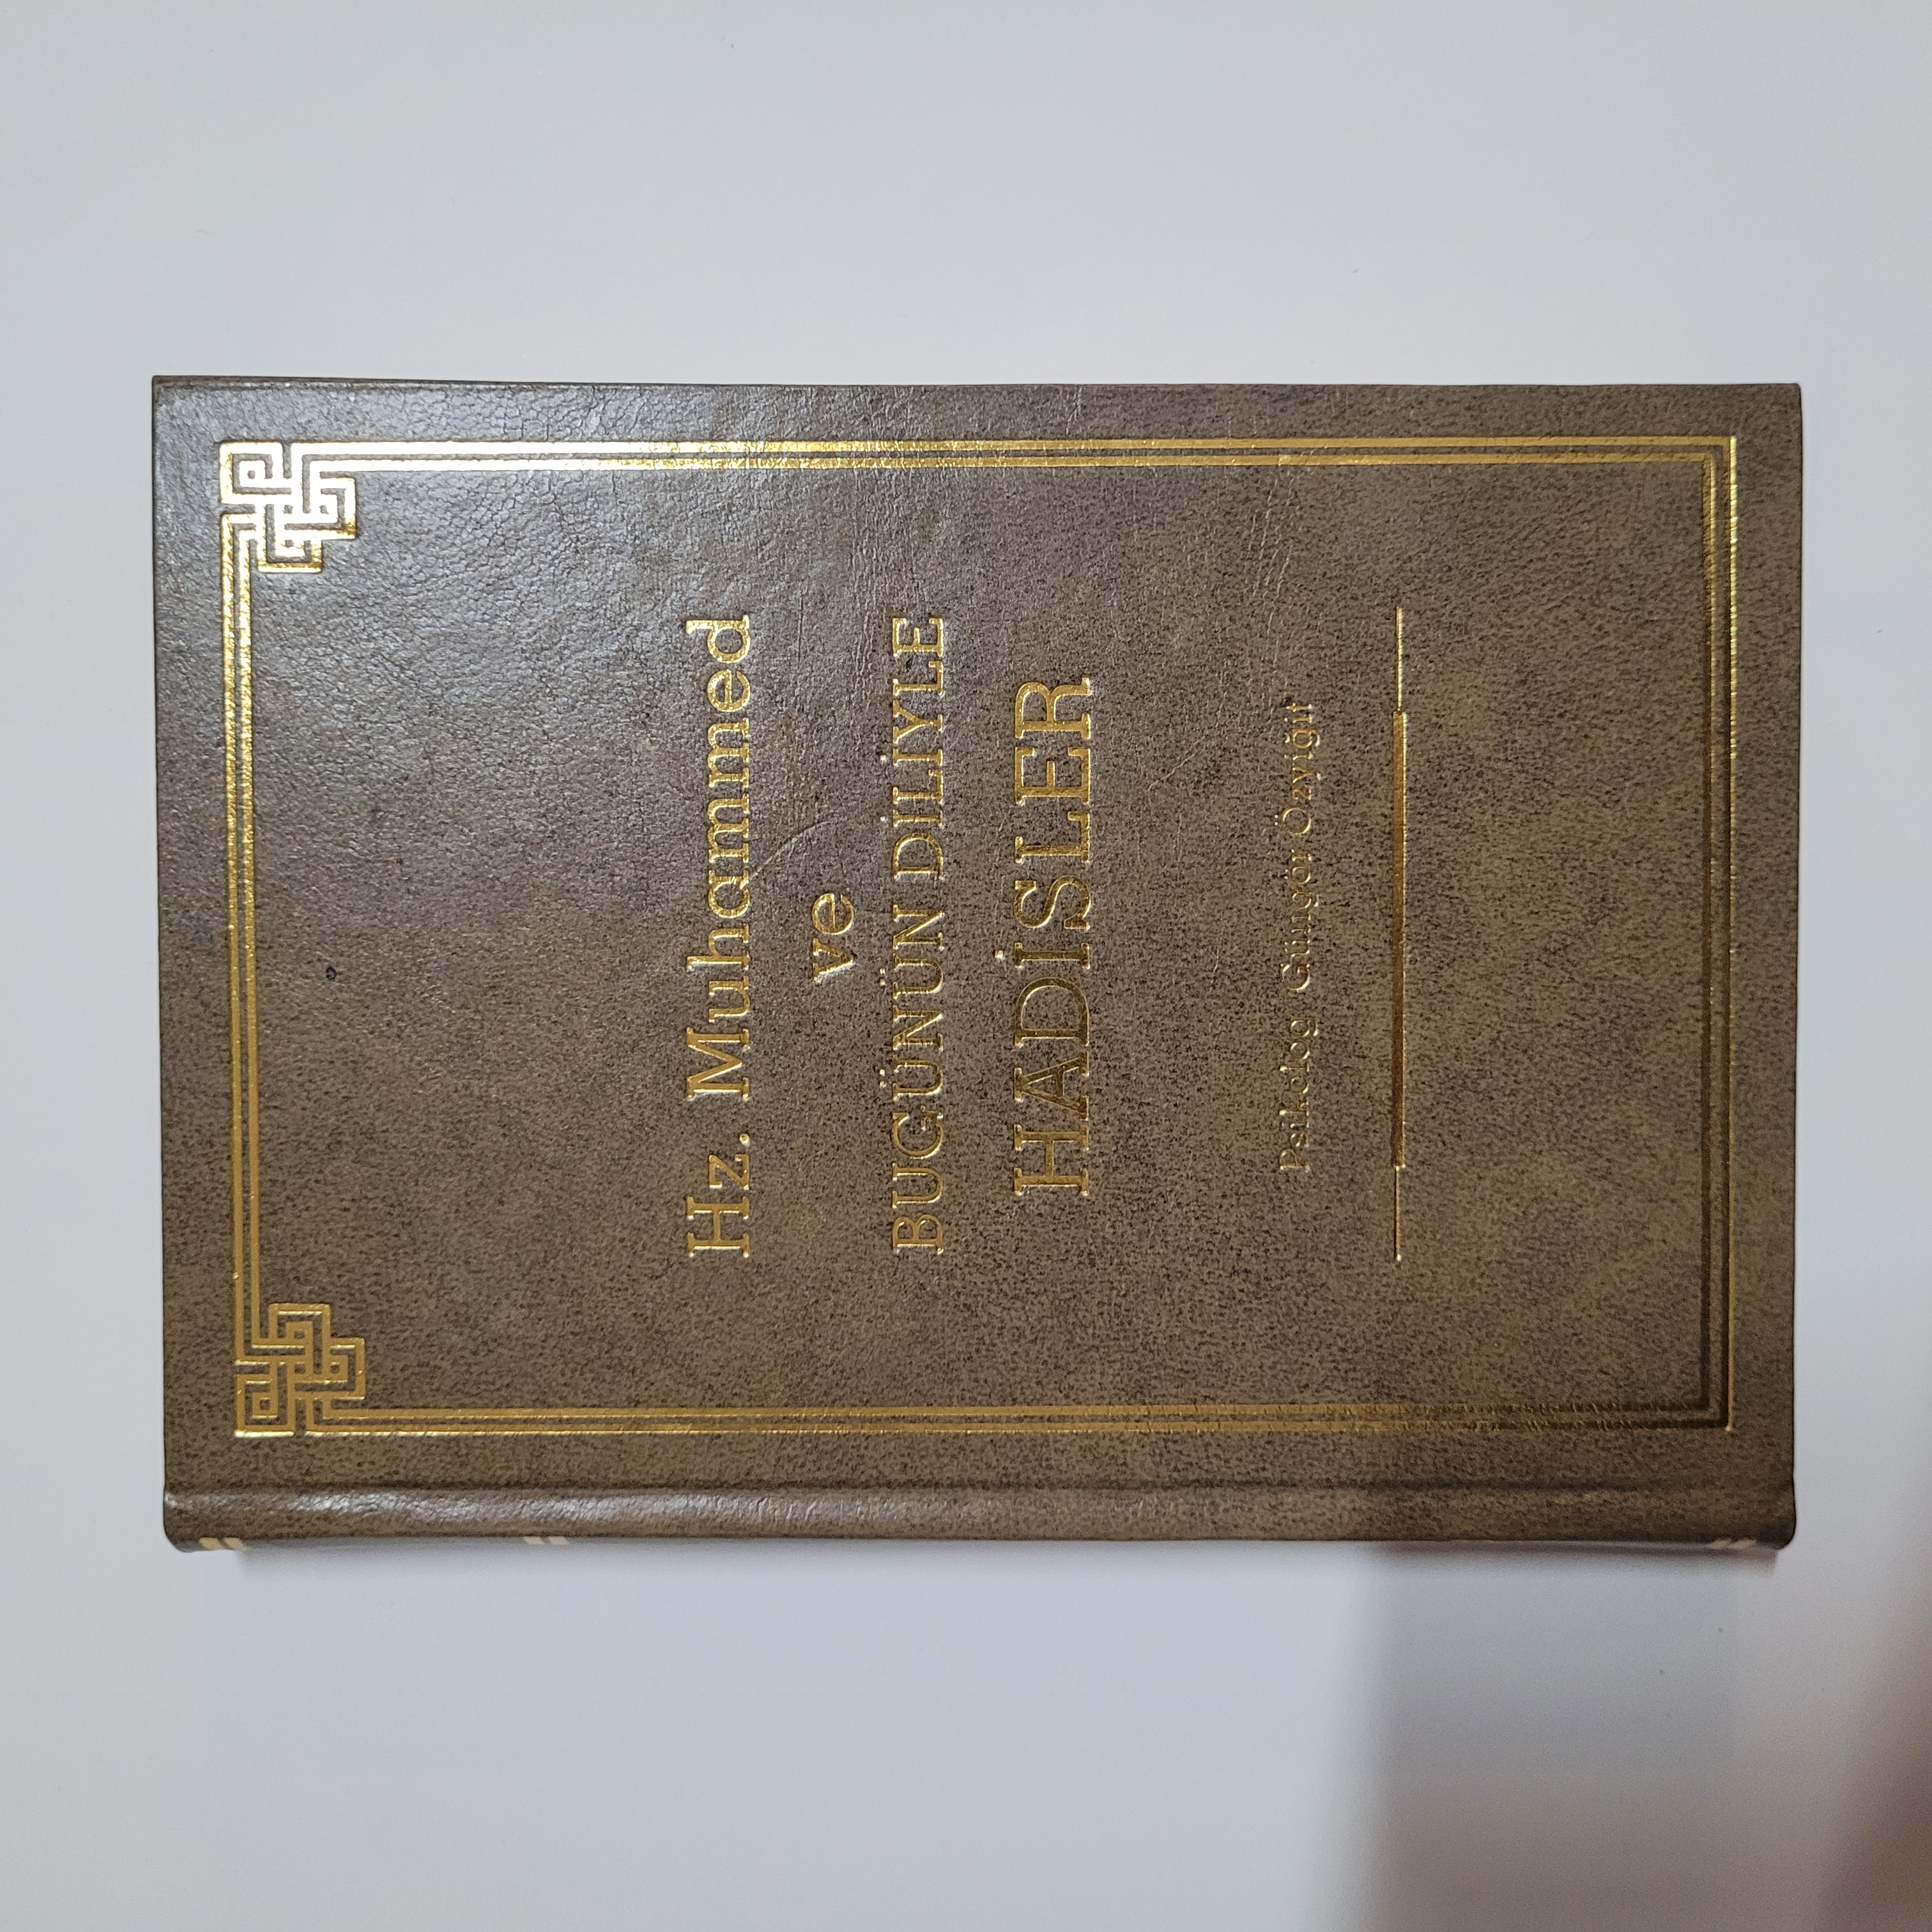 Hz. Muhammed
ve
BUGÜNÜN DİLİYLE
HADİSLER
Psikolog Güngör Özyiğit